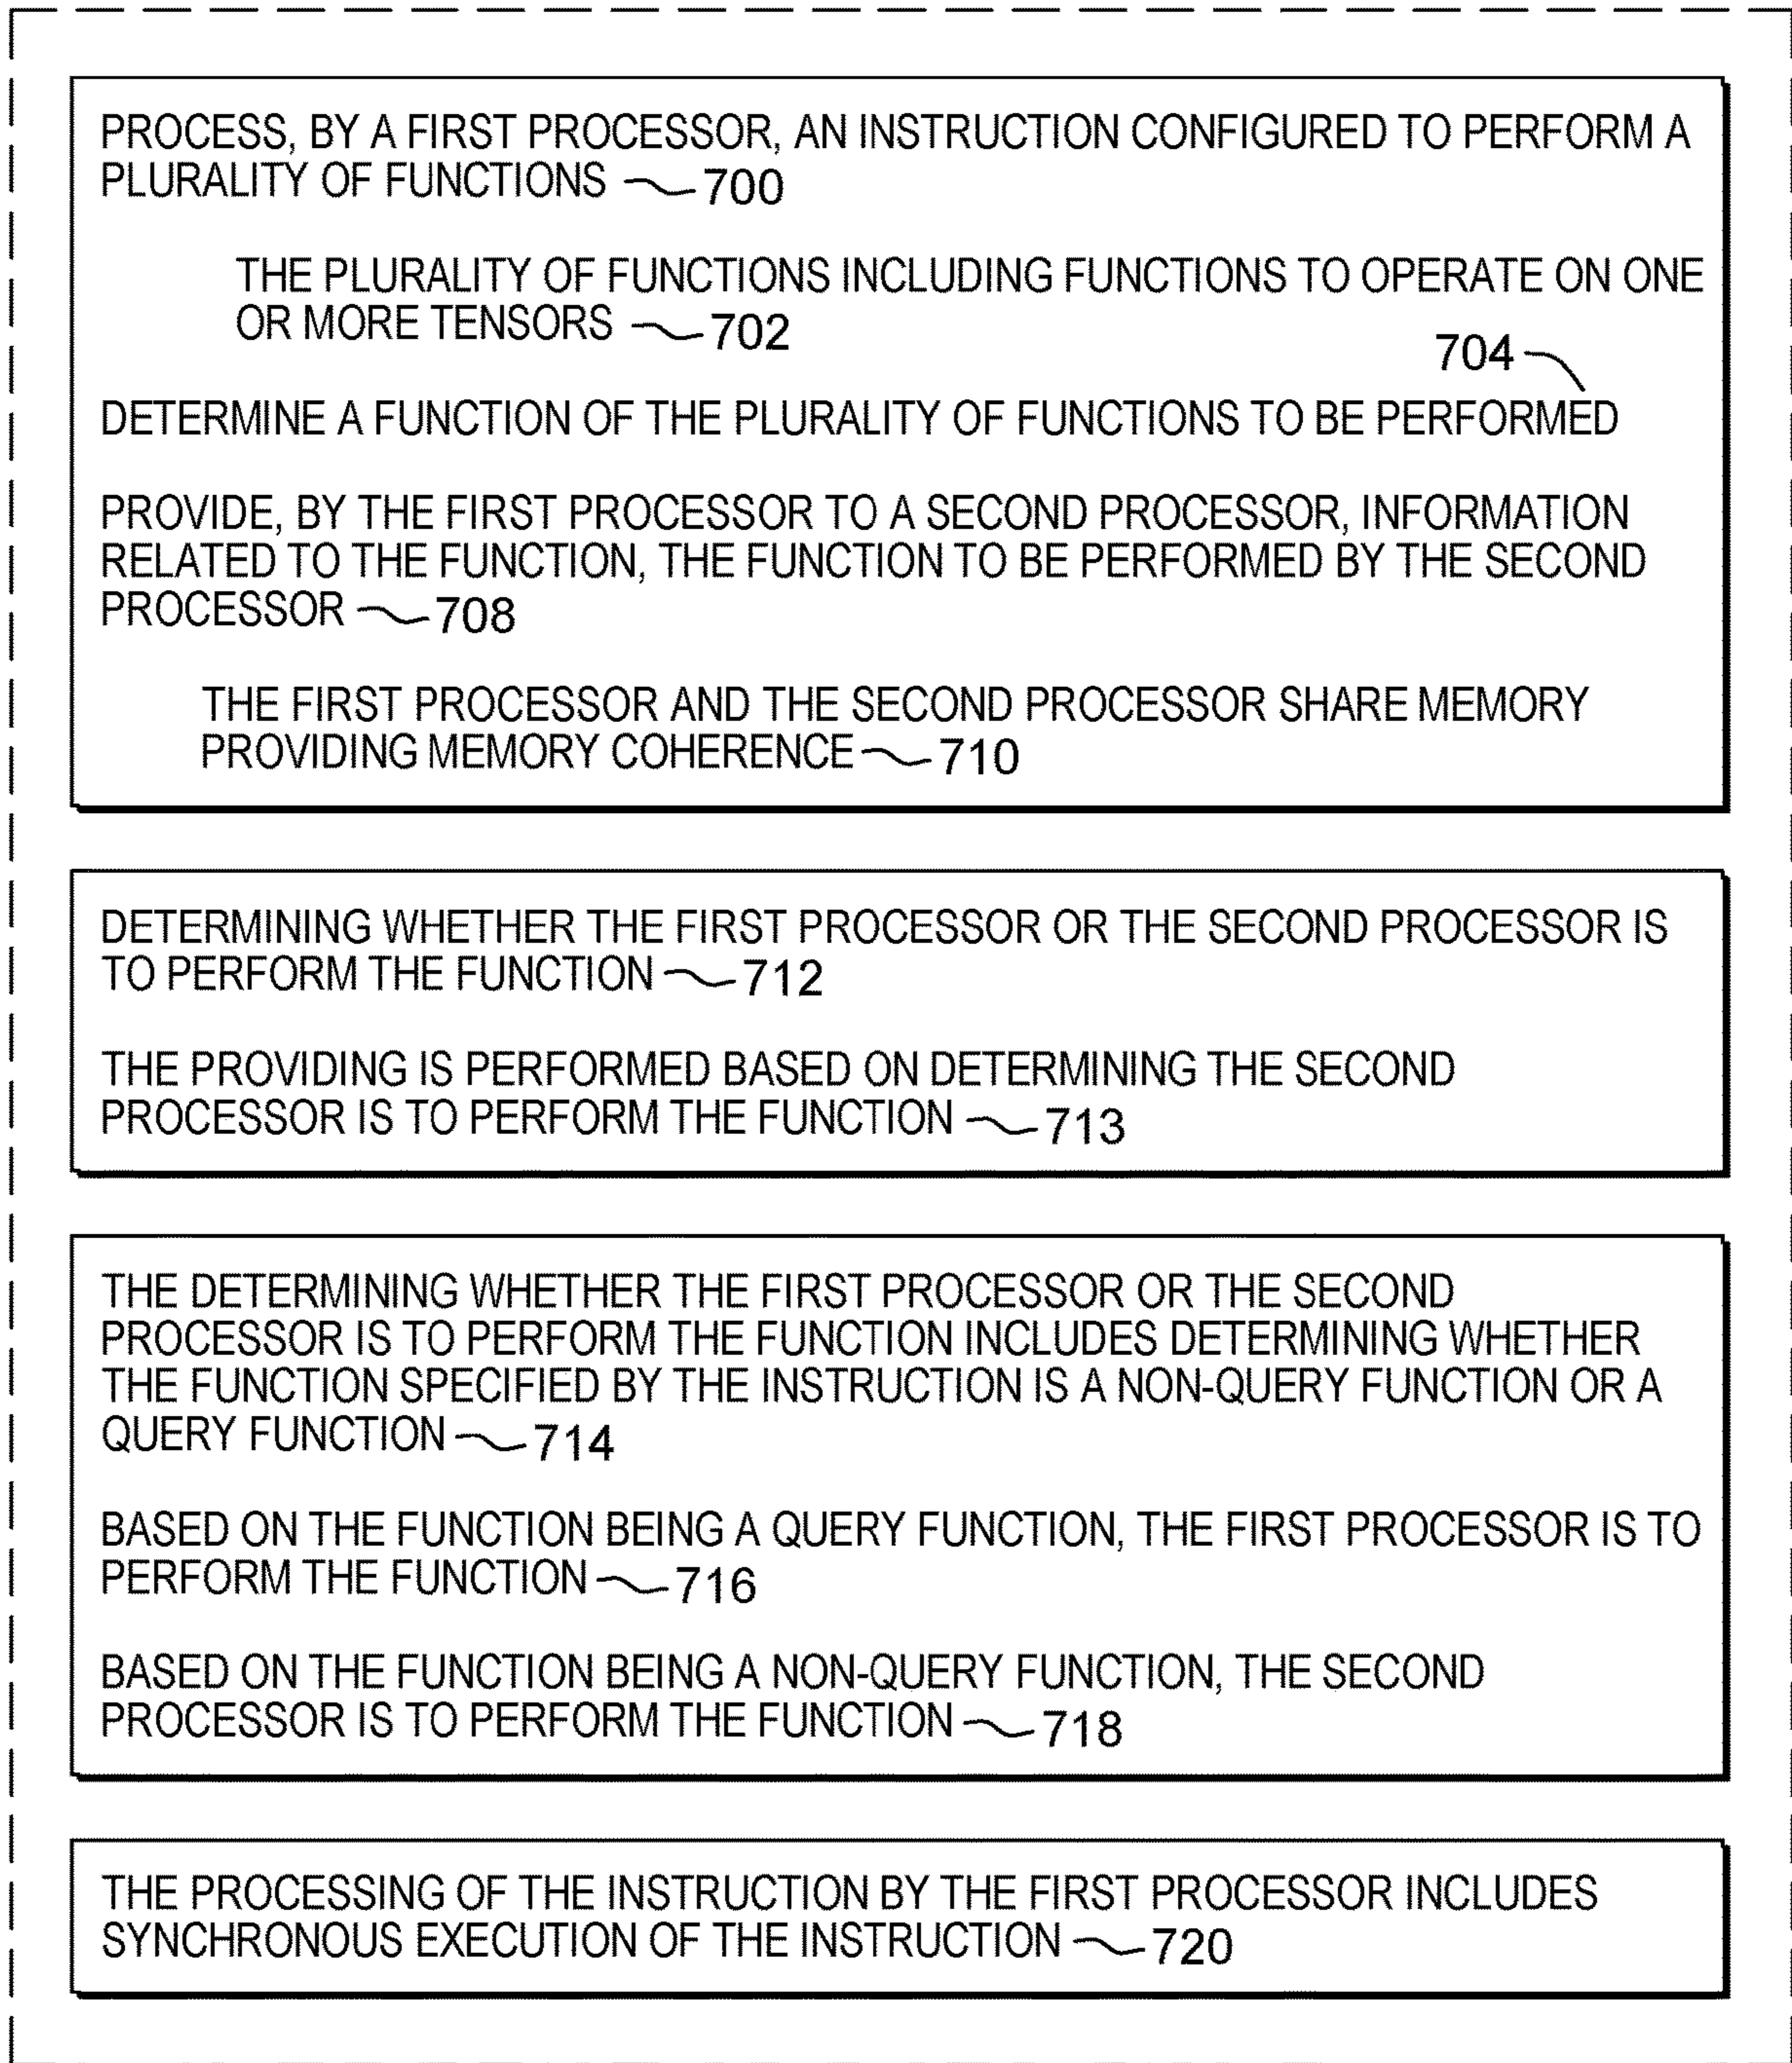 PROCESS, BY A FIRST PROCESSOR, AN INSTRUCTION CONFIGURED TO PERFORM A
PLURALITY OF FUNCTIONS 700
THE PLURALITY OF FUNCTIONS INCLUDING FUNCTIONS TO OPERATE ON ONE
OR MORE TENSORS 702
704
DETERMINE A FUNCTION OF THE PLURALITY OF FUNCTIONS TO BE PERFORMED
PROVIDE, BY THE FIRST PROCESSOR TO A SECOND PROCESSOR, INFORMATION
RELATED TO THE FUNCTION, THE FUNCTION TO BE PERFORMED BY THE SECOND
PROCESSOR 708
THE FIRST PROCESSOR AND THE SECOND PROCESSOR SHARE MEMORY
PROVIDING MEMORY COHERENCE 710
DETERMINING WHETHER THE FIRST PROCESSOR OR THE SECOND PROCESSOR IS
TO PERFORM THE FUNCTION 712
THE PROVIDING IS PERFORMED BASED ON DETERMINING THE SECOND
PROCESSOR IS TO PERFORM THE FUNCTION 713
THE DETERMINING WHETHER THE FIRST PROCESSOR OR THE SECOND
PROCESSOR IS TO PERFORM THE FUNCTION INCLUDES DETERMINING WHETHER
THE FUNCTION SPECIFIED BY THE INSTRUCTION IS A NON-QUERY FUNCTION OR A
QUERY FUNCTION 714
BASED ON THE FUNCTION BEING A QUERY FUNCTION, THE FIRST PROCESSOR IS TO
PERFORM THE FUNCTION 716
BASED ON THE FUNCTION BEING A NON-QUERY FUNCTION, THE SECOND
PROCESSOR IS TO PERFORM THE FUNCTION 718
THE PROCESSING OF THE INSTRUCTION BY THE FIRST PROCESSOR INCLUDES
SYNCHRONOUS EXECUTION OF THE INSTRUCTION 720